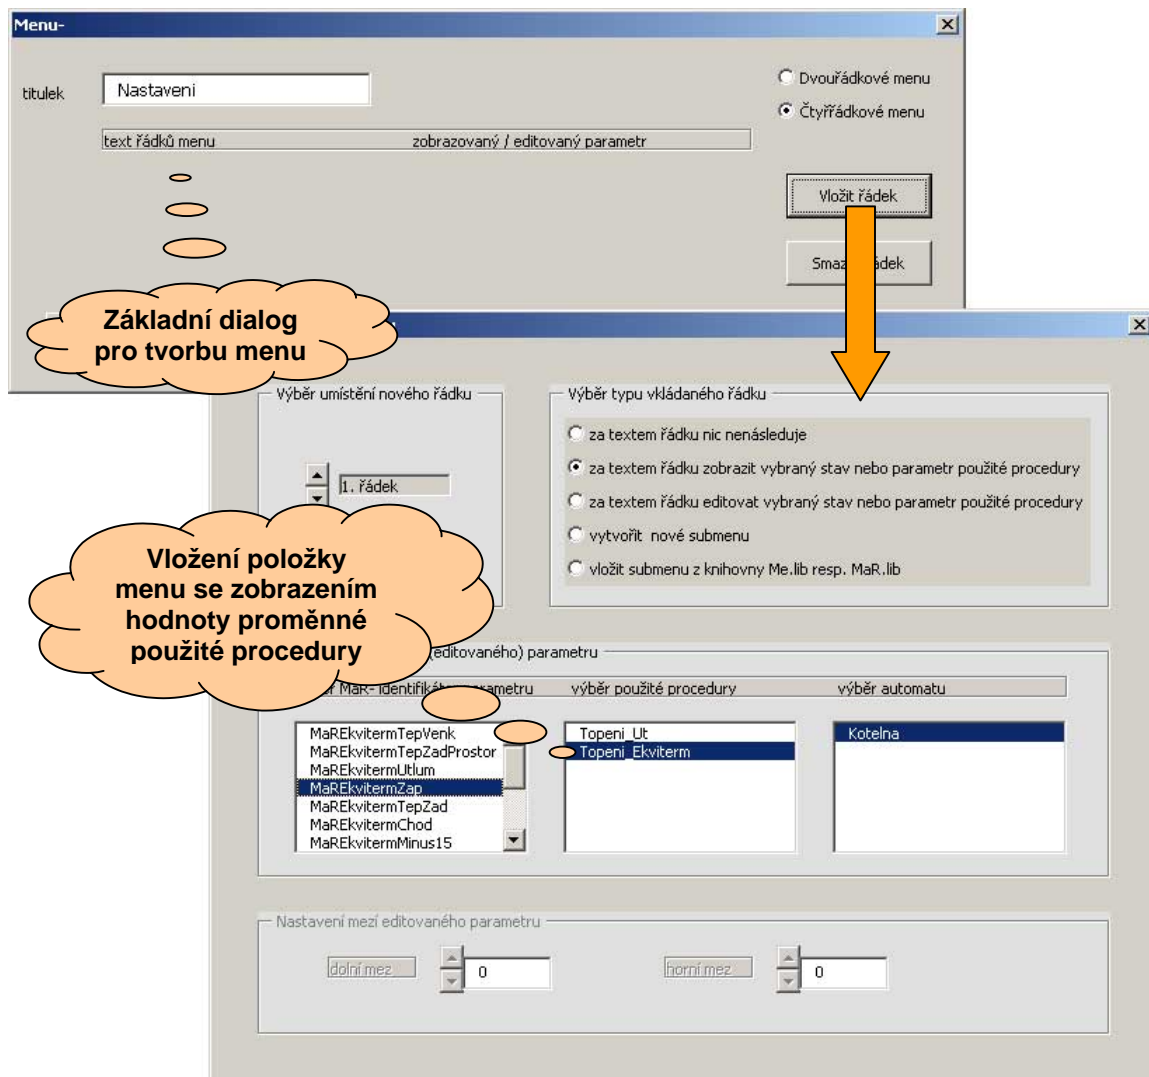 Menu-
titulek
Nastaveni
Dvouřádkové menu
Čtyřřádkové menu
text řádků menu
zobrazovaný / editovaný parametr
Vložit řádek
Základní dialog
pro tvorbu menu
Výběr umístění nového řádku
1. řádek
Výběr typu vkládaného řádku
za textem řádku nic nenásleduje
za textem řádku zobrazit vybraný stav nebo parametr použité procedury
za textem řádku editovat vybraný stav nebo parametr použité procedury
vytvořit nové submenu
vložit submenu z knihovny Me.lib resp. MaR.lib
Vložení položky
menu se zobrazením
hodnoty proměnné
použité procedury
(editovaného) parametru
MaR- identifikátoru parametru
výběr použité procedury
výběr automatu
MaREkvitermTepVenk
MaREkvitermTepZadProstor
MaREkvitermUtlum
MaREkvitermZap
MaREkvitermTepZad
MaREkvitermChod
MaREkvitermMinus15
Topeni_Ut
Topeni_Ekviterm
Kotelna
Nastavení mezí editovaného parametru
dolní mez
0
horní mez
0